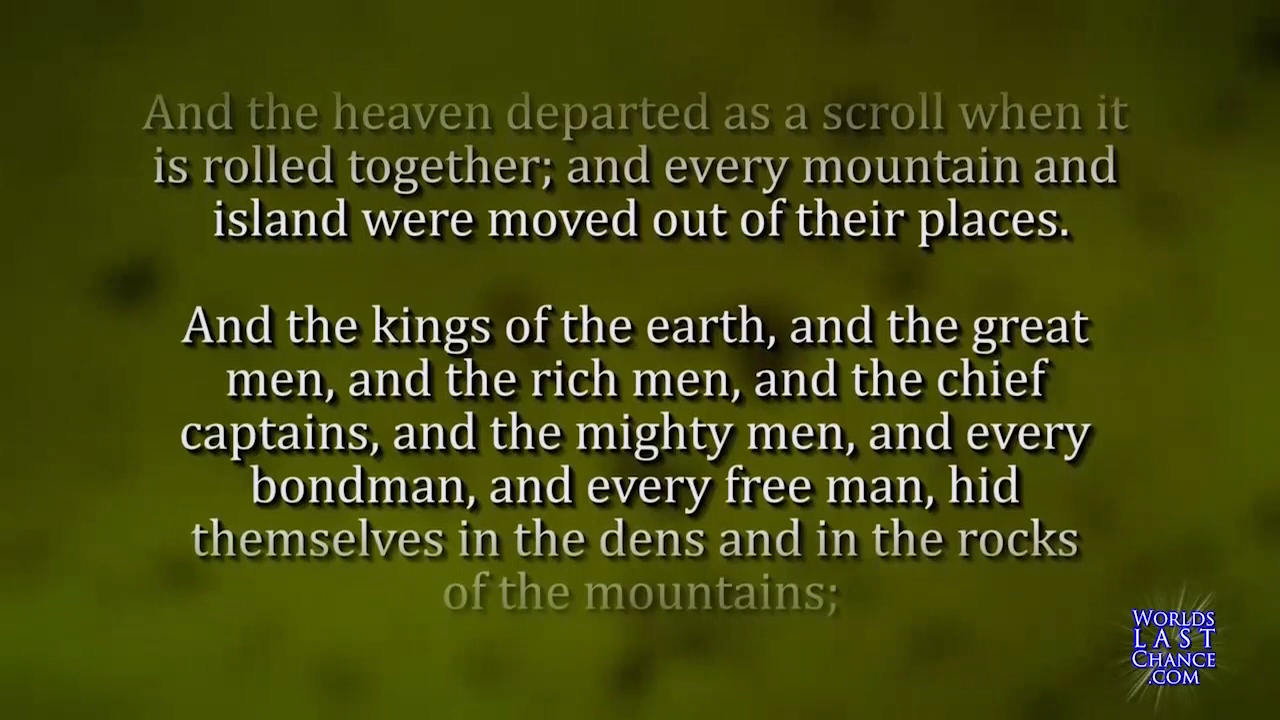 And the heaven departed as a scroll when it
is rolled together; and every mountain and
island were moved out of their places.
And the kings of the earth, and the great
men, and the rich men, and the chief
captains, and the mighty men, and every
bondman, and every free man, hid
themselves in the dens and in the rocks
of the mountains;
WORLDS
LAST
CHANCE
.COM